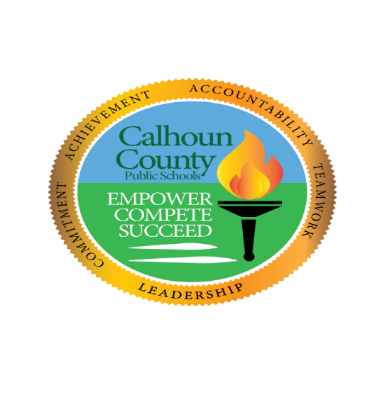 COMMITMENT ACHIEVEMENT ACCOUNTABILITY TEAMWORK
Calhoun
County
Public Schools
EMPOWER
COMPETE
SUCCEED
LEADERSHIP